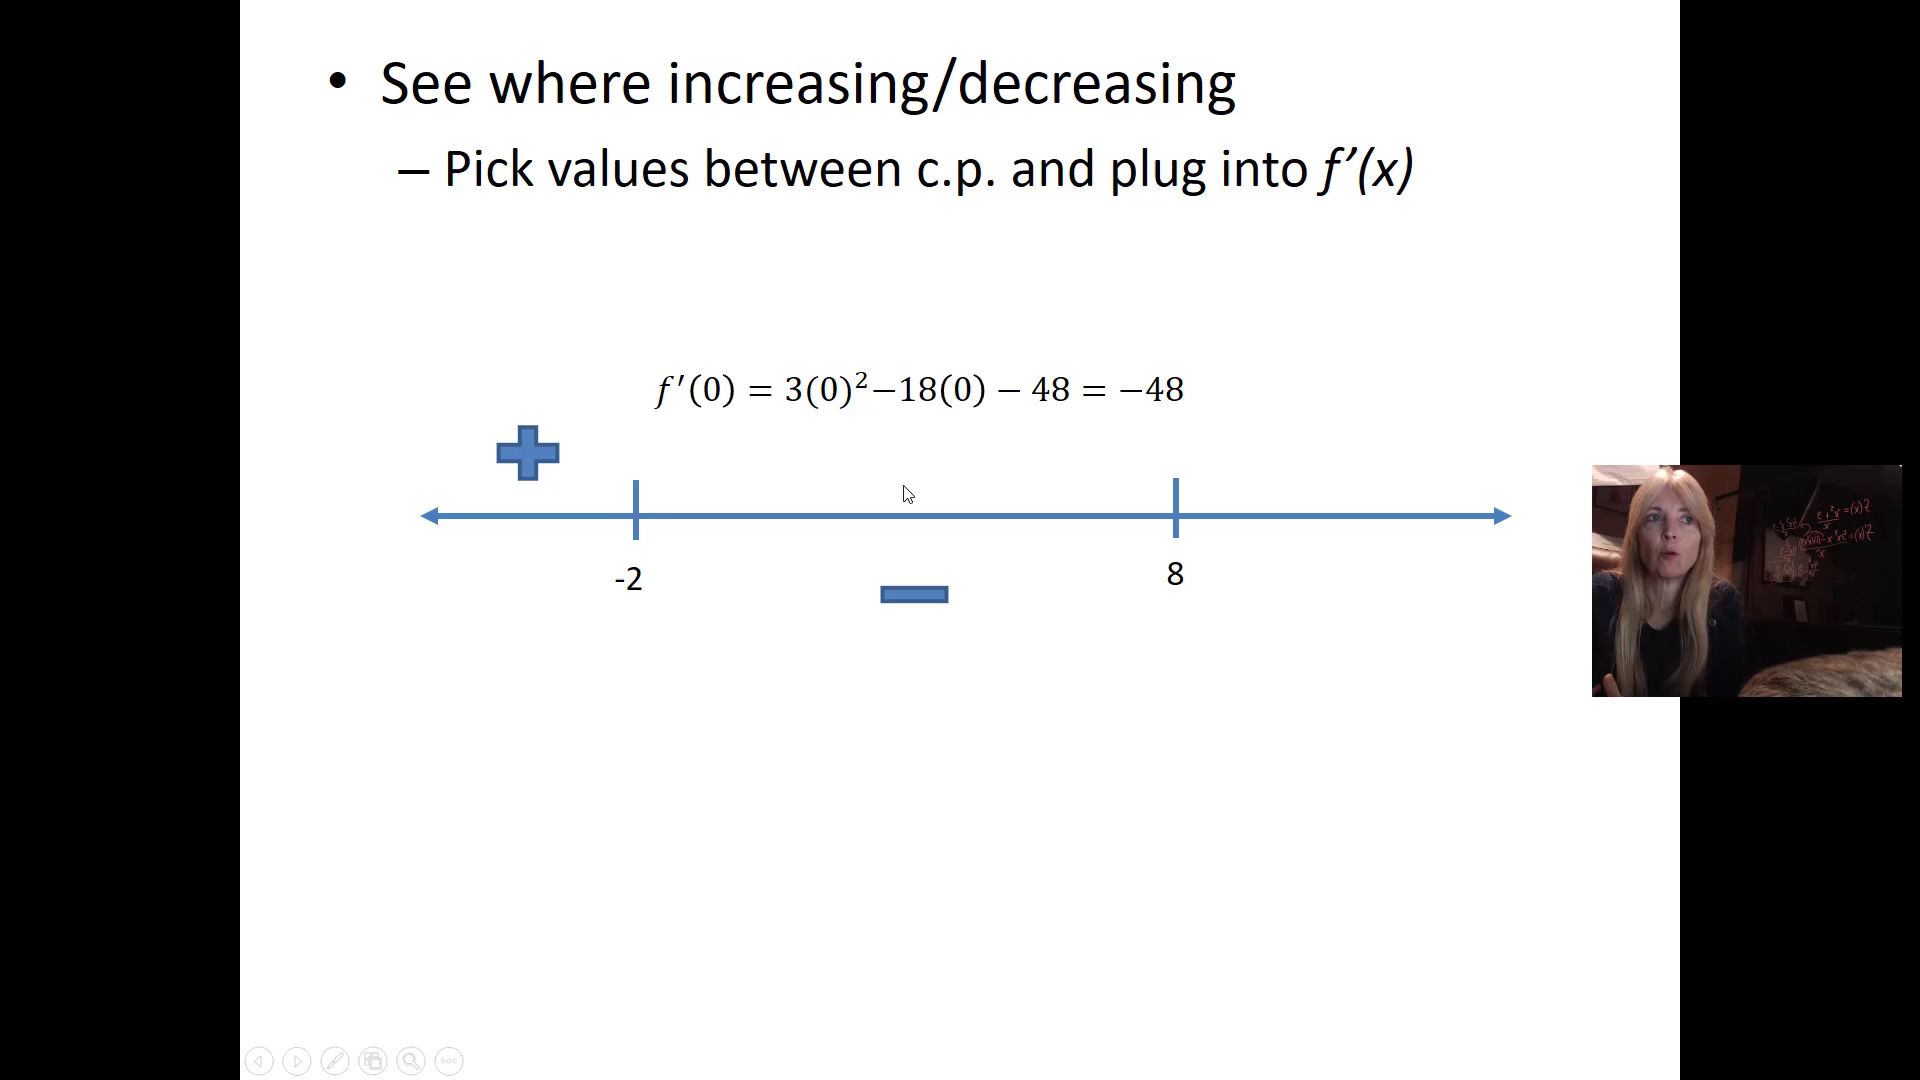 • See where increasing/decreasing
– Pick values between c.p. and plug into f’(x)
f′(0) = 3(0)²−18(0) − 48 = −48
-2
8